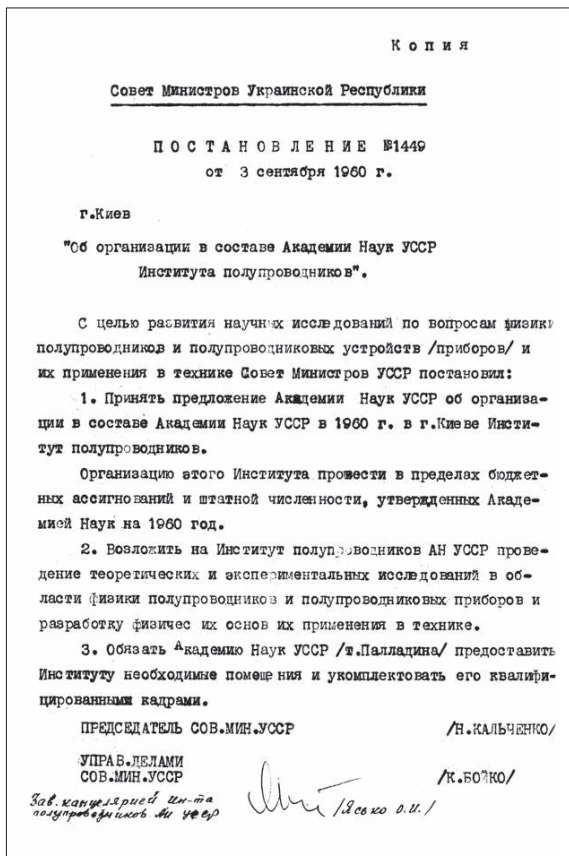 К о п и я
Совет Министров Украинской Республики
П О С Т А Н О В Л Е Н И Е №1449
от 3 сентября 1960 г.
г.Киев
"Об организации в составе Академии Наук УССР
Института полупроводников".
С целью развития научных исследований по вопросам физики
полупроводников и полупроводниковых устройств /приборов/ и
их применения в технике Совет Министров УССР постановил:
1. Принять предложение Академии Наук УССР об организа-
ции в составе Академии Наук УССР в 1960 г. в г.Киеве Инсти-
тут полупроводников.
Организацию этого Института провести в пределах бюджет-
ных ассигнований и штатной численности, утвержденных Акаде-
мией Наук на 1960 год.
2. Возложить на Институт полупроводников АН УССР прове-
дение теоретических и экспериментальных исследований в об-
ласти физики полупроводников и полупроводниковых приборов и
разработку физичес их основ их применения в технике.
3. Обязать Академию Наук УССР /т.Палладина/ предоставить
Институту необходимые помещения и укомплектовать его квалифи-
цированными кадрами.
ПРЕДСЕДАТЕЛЬ СОВ.МИН.УССР /Н.КАЛЬЧЕНКО/
УПРАВ.ДЕЛАМИ
СОВ.МИН.УССР /К.БОЙКО/
Зав. канцелярией Ин-та
полупроводников АН УССР /Ясько О.И./